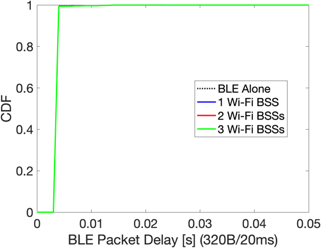 1
0.8
0.6
0.4
0.2
0
CDF
BLE Alone
1 Wi-Fi BSS
2 Wi-Fi BSSs
3 Wi-Fi BSSs
0 0.01 0.02 0.03 0.04 0.05
BLE Packet Delay [s] (320B/20ms)